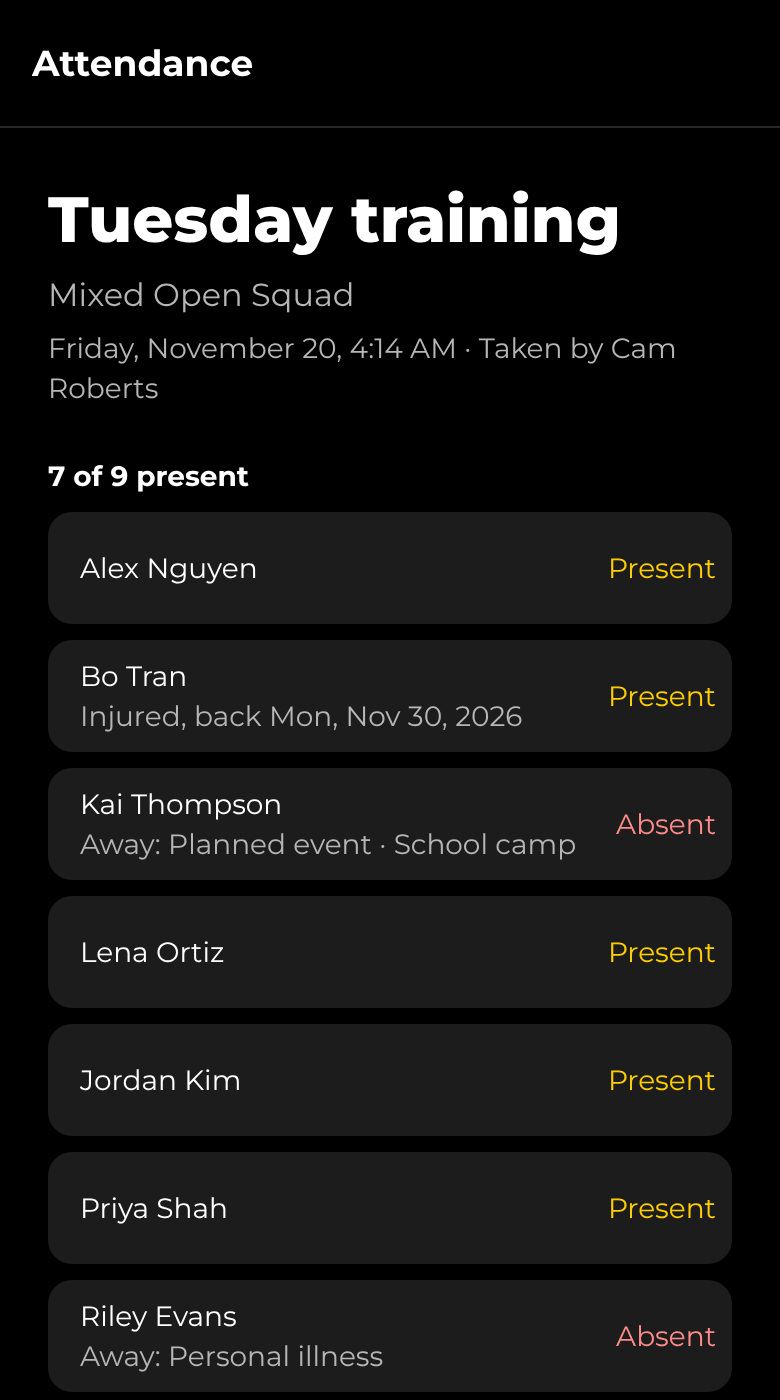 Attendance
Tuesday training
Mixed Open Squad
Friday, November 20, 4:14 AM · Taken by Cam
Roberts
7 of 9 present
Alex Nguyen
Present
Bo Tran
Injured, back Mon, Nov 30, 2026
Present
Kai Thompson
Away: Planned event · School camp
Absent
Lena Ortiz
Present
Jordan Kim
Present
Priya Shah
Present
Riley Evans
Away: Personal illness
Absent